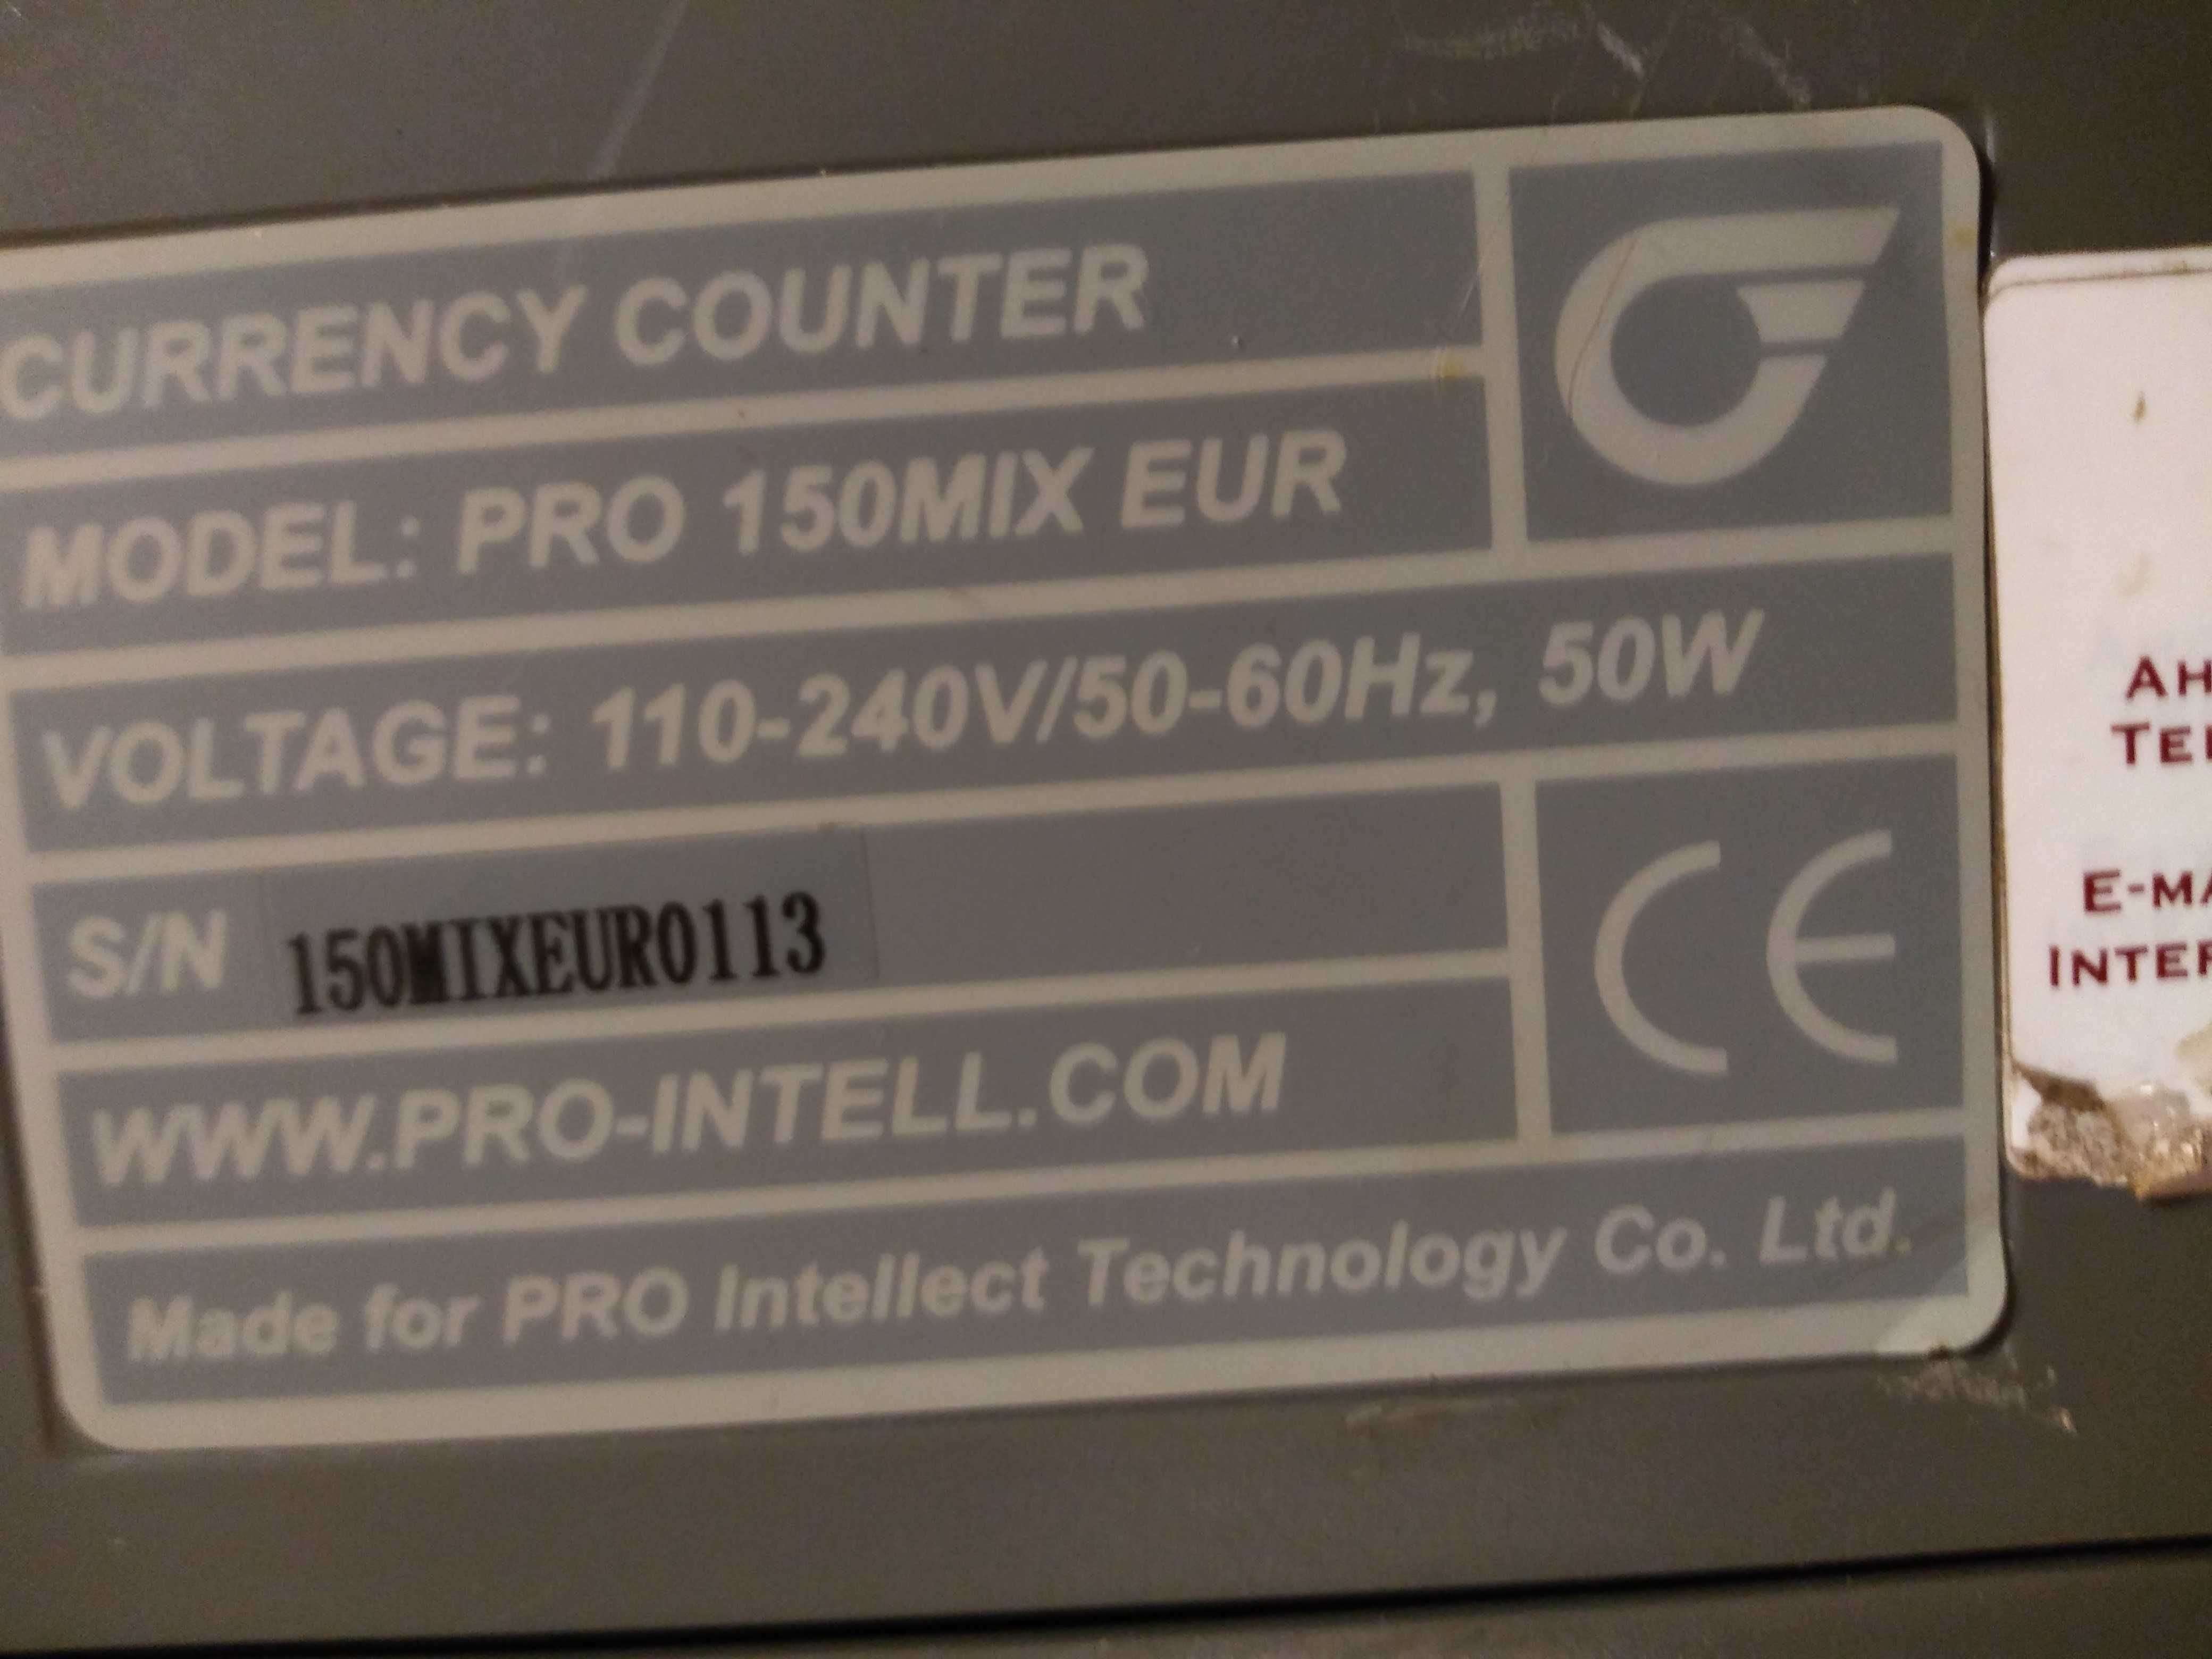 CURRENCY COUNTER
MODEL: PRO 150MIX EUR
VOLTAGE: 110-240V/50-60Hz, 50W
S/N 150MIXEUR0113
CE
WWW.PRO-INTELL.COM
Made for PRO Intellect Technology Co. Ltd.